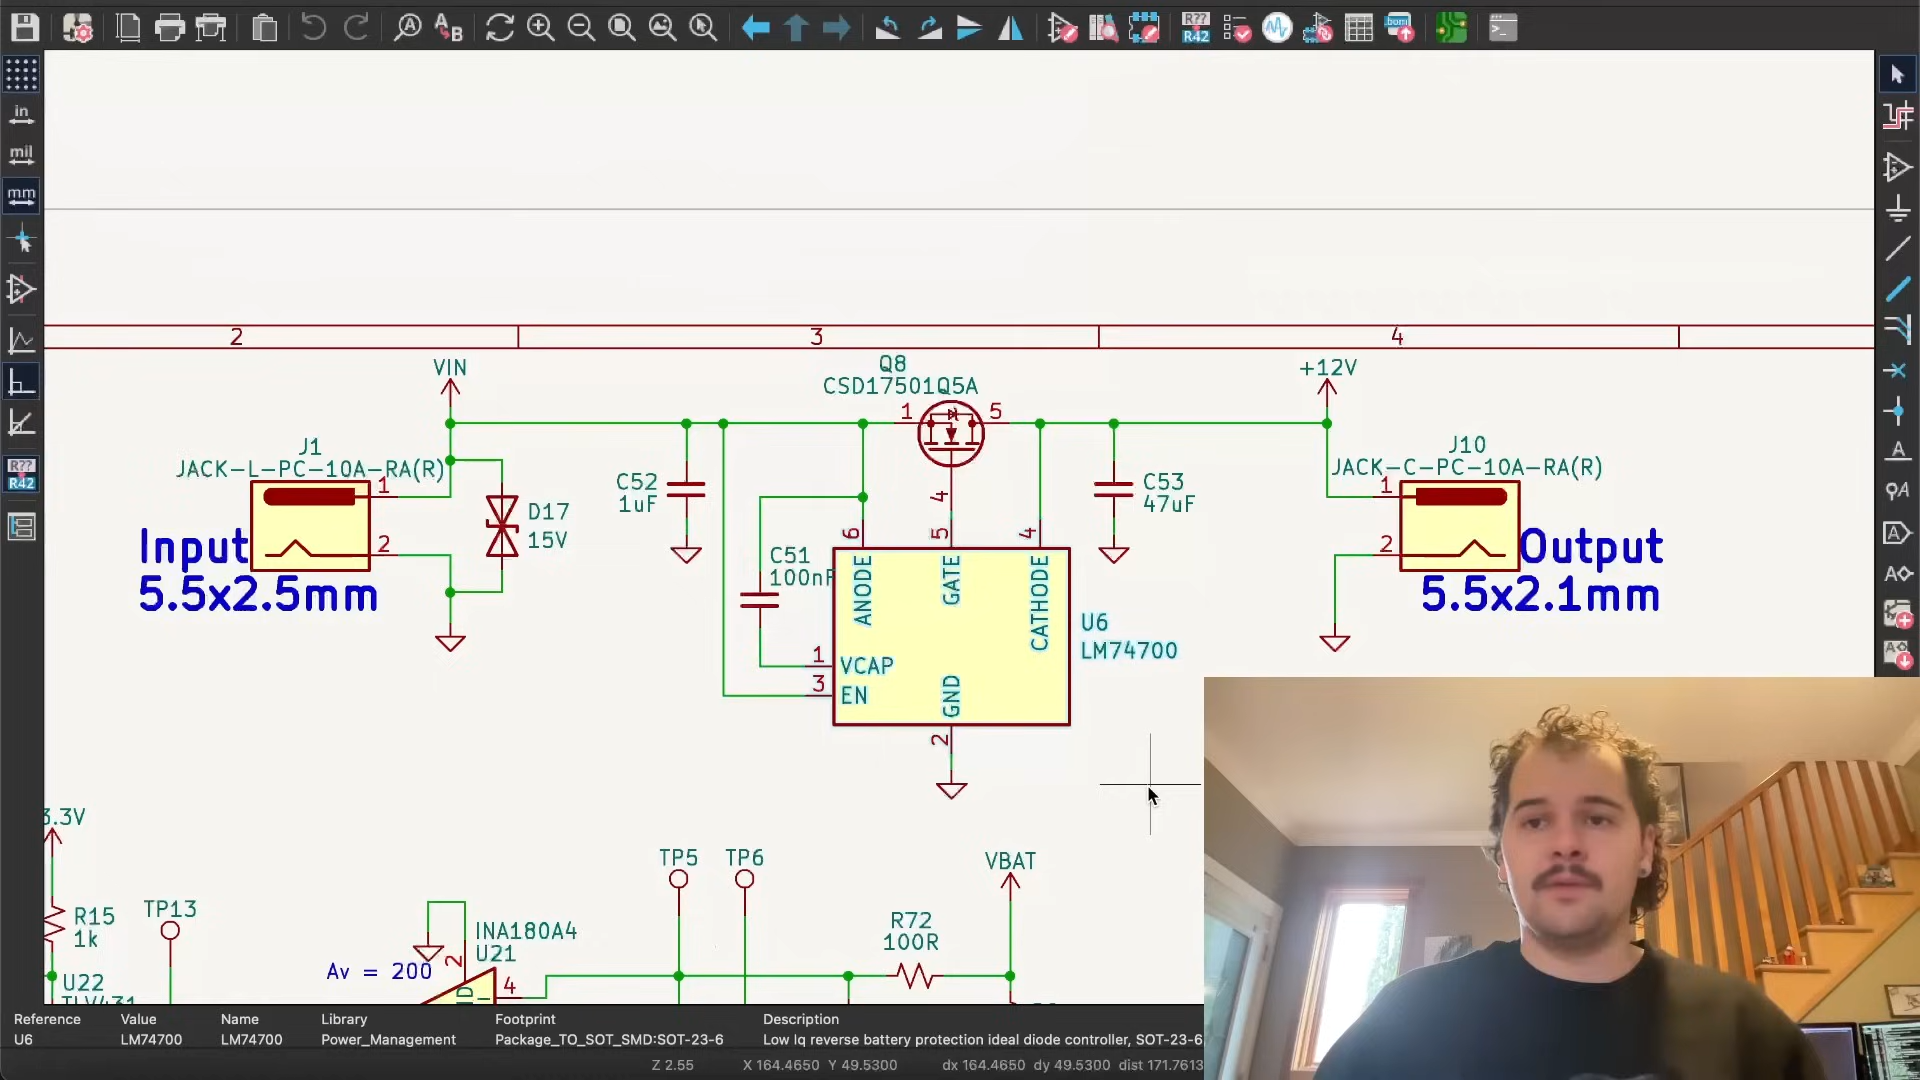 in
mil
mm
R??
R42
R??
R42
.bom
2
3
4
VIN
Q8
CSD17501Q5A
+12V
J1
JACK-L-PC-10A-RA(R)
1
5
J10
JACK-C-PC-10A-RA(R)
1
2
Input
5.5x2.5mm
D17
15V
C52
1uF
4
C53
47uF
1
2
Output
5.5x2.1mm
C51
100nF
6
5
4
ANODE
GATE
CATHODE
U6
LM74700
1
VCAP
3
EN
GND
2
3.3V
TP5
TP6
VBAT
R15
1k
TP13
INA180A4
U21
R72
100R
Av = 200
2
4
U22
TLV431
Reference
Value
Name
Library
Footprint
Description
U6
LM74700
LM74700
Power_Management
Package_TO_SOT_SMD:SOT-23-6
Low Iq reverse battery protection ideal diode controller, SOT-23-6
Z 2.55
X 164.4650 Y 49.5300
dx 164.4650 dy 49.5300 dist 171.7613